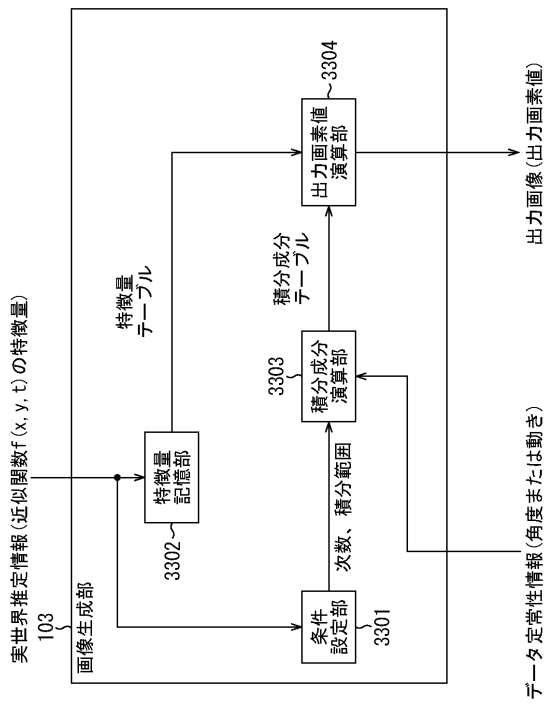 実世界推定情報(近似関数f(x, y, t)の特徴量)
103
画像生成部
特徴量
記憶部
3302
特徴量
テーブル
条件
設定部
3301
次数、積分範囲
積分成分
演算部
3303
積分成分
テーブル
出力画素値
演算部
3304
データ定常性情報(角度または動き)
出力画像(出力画素値)